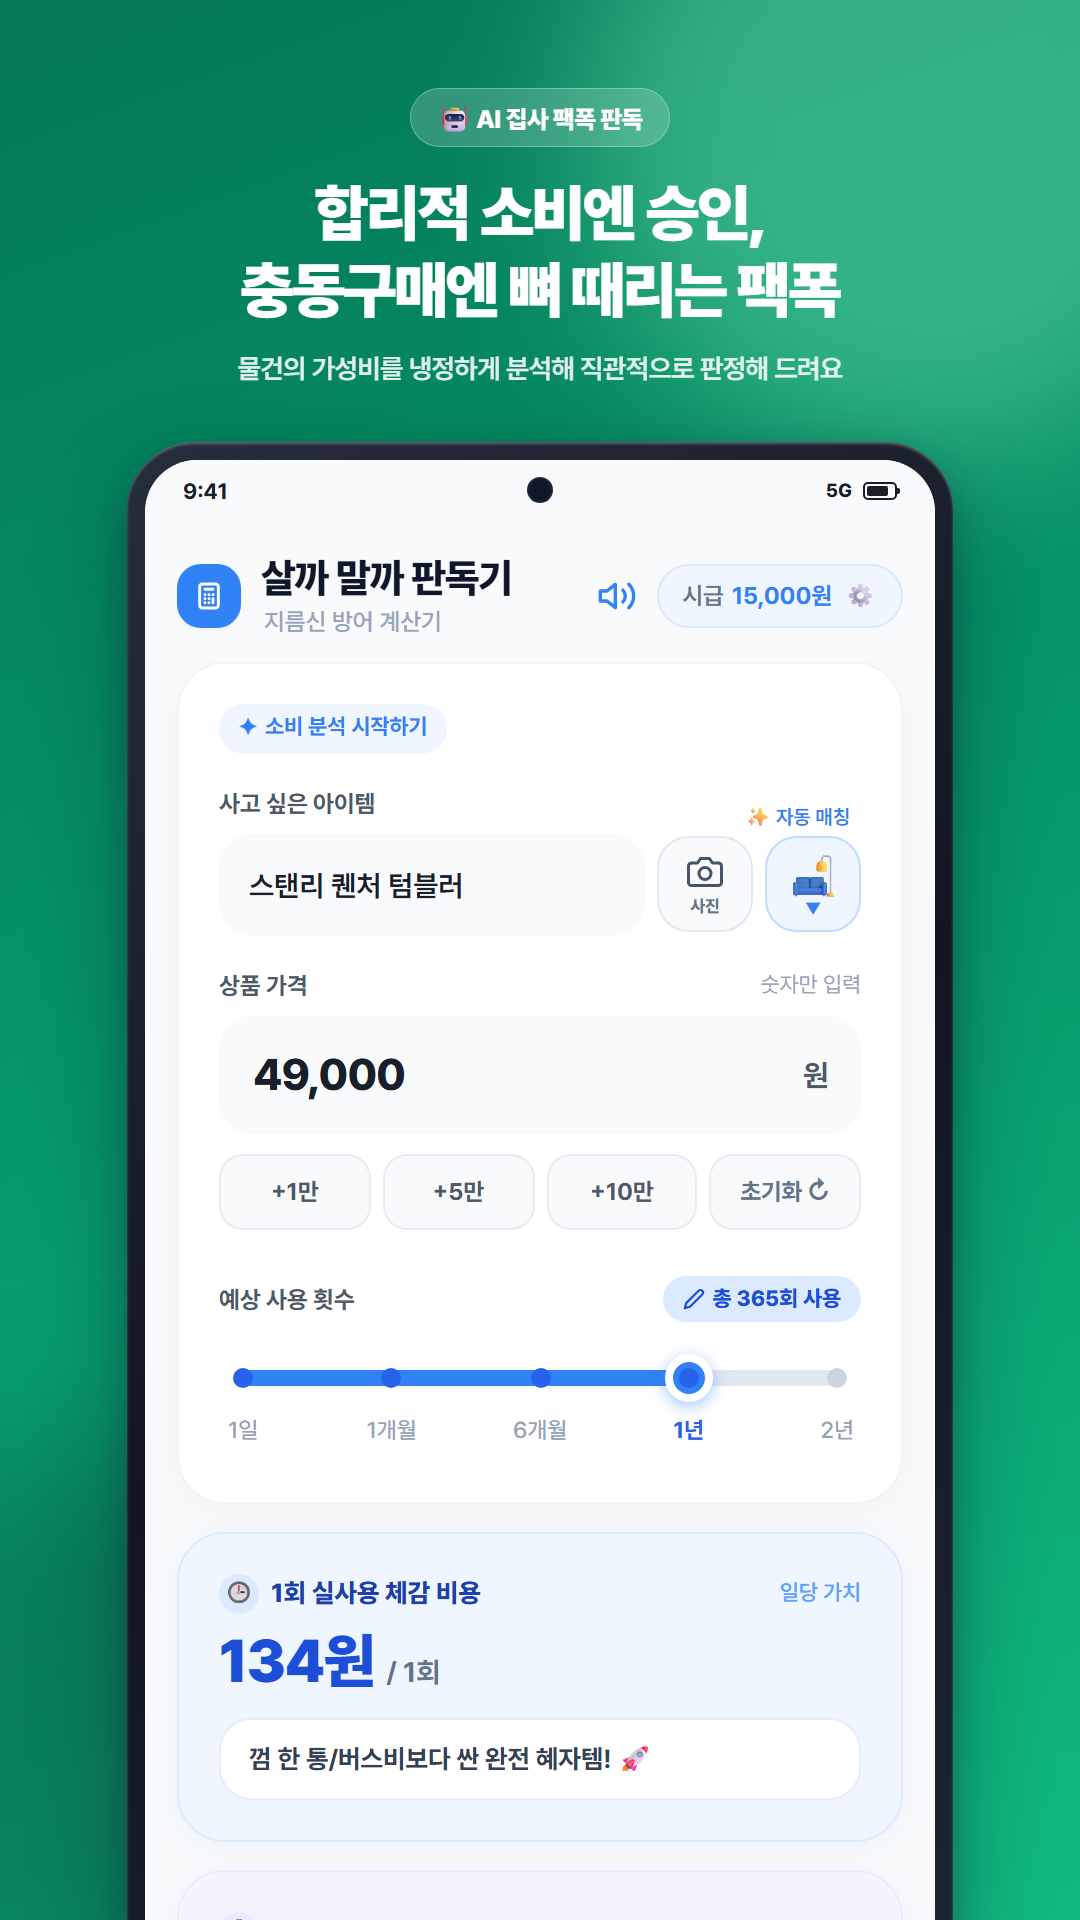 AI 집사 팩폭 판독
합리적 소비엔 승인,
충동구매엔 뼈 때리는 팩폭
물건의 가성비를 냉정하게 분석해 직관적으로 판정해 드려요
9:41
5G
살까 말까 판독기
지름신 방어 계산기
시급 15,000원
✦ 소비 분석 시작하기
사고 싶은 아이템
✨ 자동 매칭
스탠리 퀜처 텀블러
사진
▼
상품 가격
숫자만 입력
49,000
원
+1만
+5만
+10만
초기화 ↻
예상 사용 횟수
총 365회 사용
1일
1개월
6개월
1년
2년
1회 실사용 체감 비용
일당 가치
134원 / 1회
껌 한 통/버스비보다 싼 완전 혜자템! 🚀